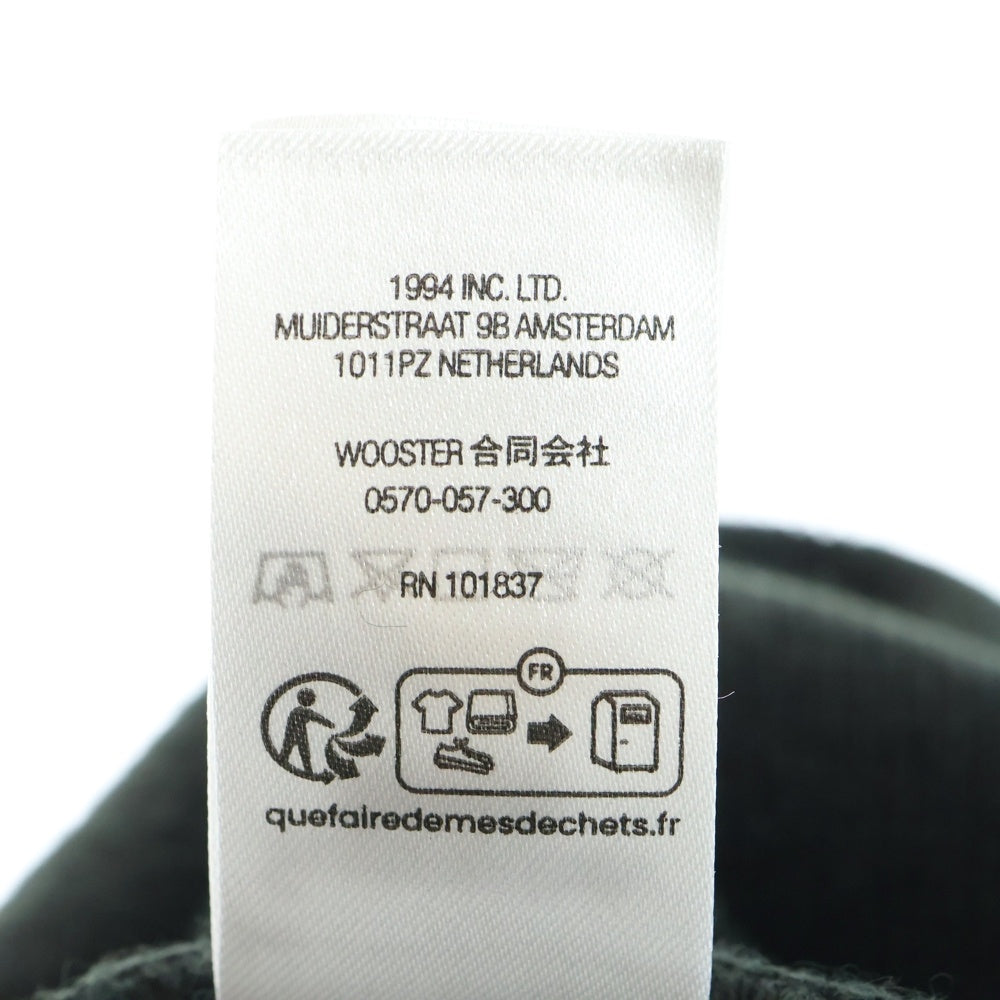 1994 INC. LTD.
MUIDERSTRAAT 9B AMSTERDAM
1011PZ NETHERLANDS
WOOSTER 合同会社
0570-057-300
RN 101837
FR
quefairedemesdechets.fr